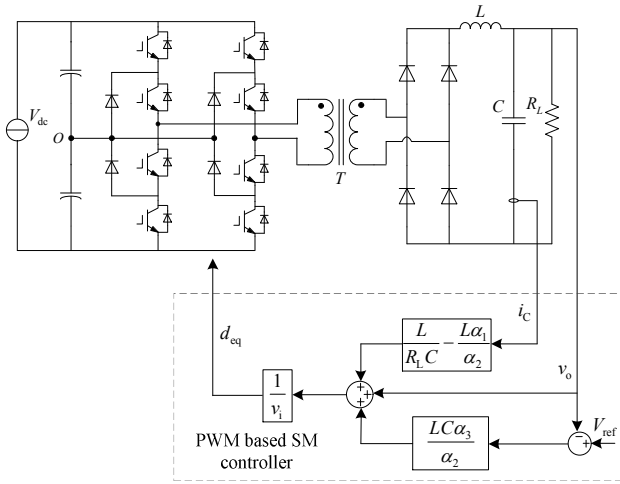 L
V_dc
O
C
R_L
T
i_C
d_eq
L/(R_L C) − Lα_1/α_2
v_o
1/v_i
+
+
+
PWM based SM
controller
LCα_3/α_2
−
+
V_ref